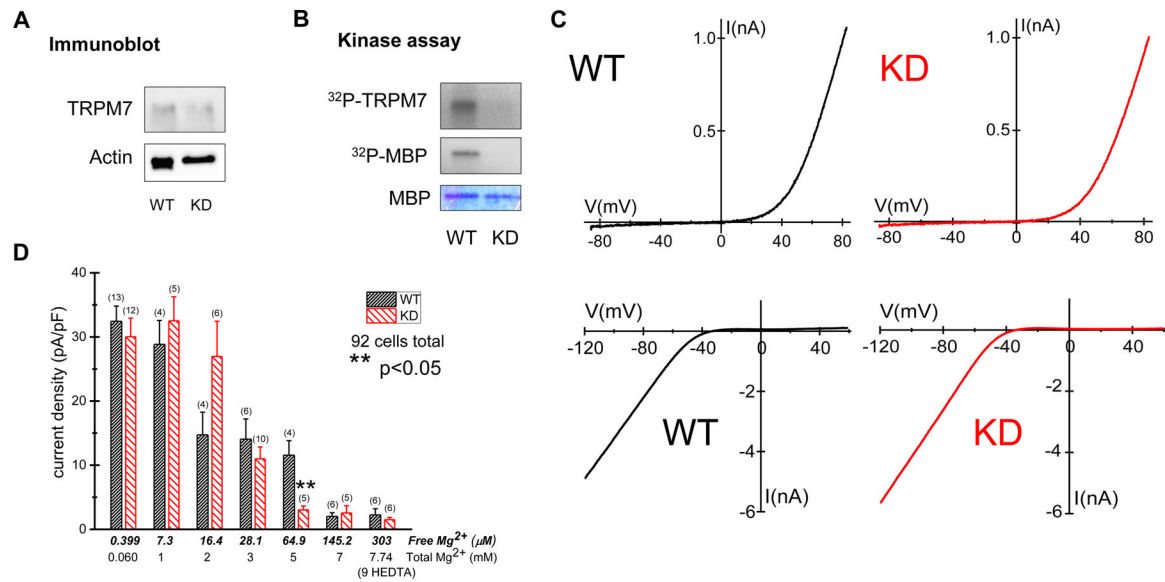 A
Immunoblot
TRPM7
Actin
WT KD
B
Kinase assay
³²P-TRPM7
³²P-MBP
MBP
WT KD
C
WT
I(nA)
1.0
0.5
V(mV)
-80 -40 0 40 80
KD
I(nA)
1.0
0.5
V(mV)
-80 -40 0 40 80
V(mV)
-120 -80 -40 0 40
-2
-4
-6
WT
I(nA)
V(mV)
-120 -80 -40 0 40
-2
-4
-6
KD
I(nA)
D
current density (pA/pF)
40
30
20
10
0
(13) (12) (4) (5) (4) (6) (6) (10) (4) (5) (6) (5) (6) (6)
**
WT
KD
92 cells total
** p<0.05
0.399 7.3 16.4 28.1 64.9 145.2 303 Free Mg²⁺ (μM)
0.060 1 2 3 5 7 7.74 Total Mg²⁺ (mM)
(9 HEDTA)